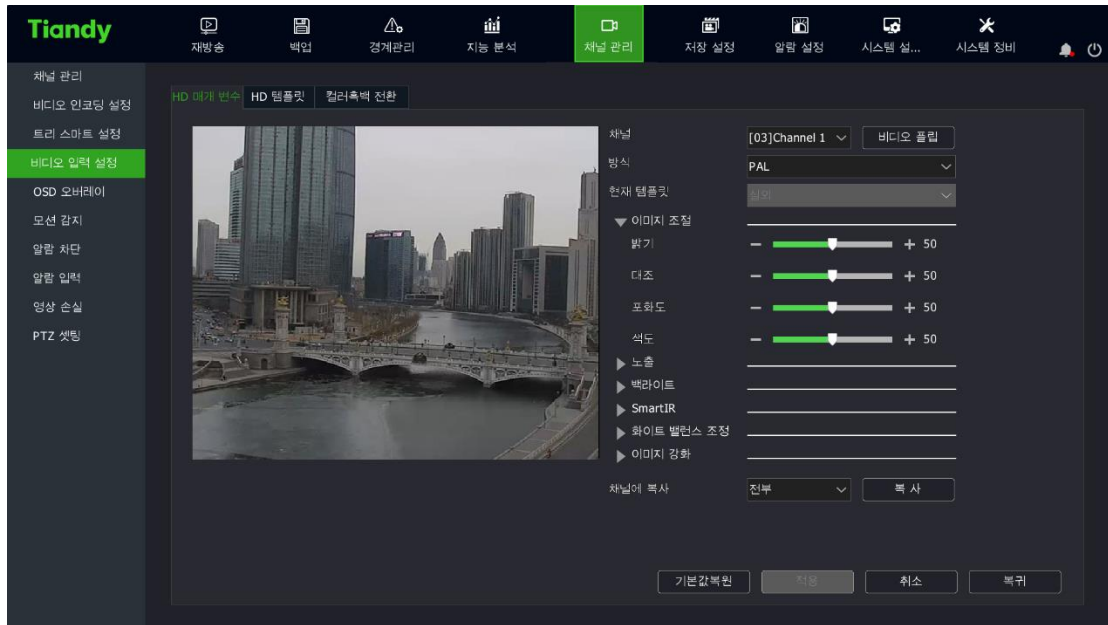 Tiandy
재방송
백업
경계관리
지능 분석
채널 관리
저장 설정
알람 설정
시스템 설...
시스템 정비
채널 관리
비디오 인코딩 설정
트리 스마트 설정
비디오 입력 설정
OSD 오버레이
모션 감지
알람 차단
알람 입력
영상 손실
PTZ 셋팅
HD 매개 변수 HD 템플릿 컬러흑백 전환
채널 [03]Channel 1 비디오 플립
방식 PAL
현재 템플릿 실외
이미지 조절
밝기 - + 50
대조 - + 50
포화도 - + 50
색도 - + 50
노출
백라이트
SmartIR
화이트 밸런스 조정
이미지 강화
채널에 복사 전부 복 사
기본값복원 적용 취소 복귀